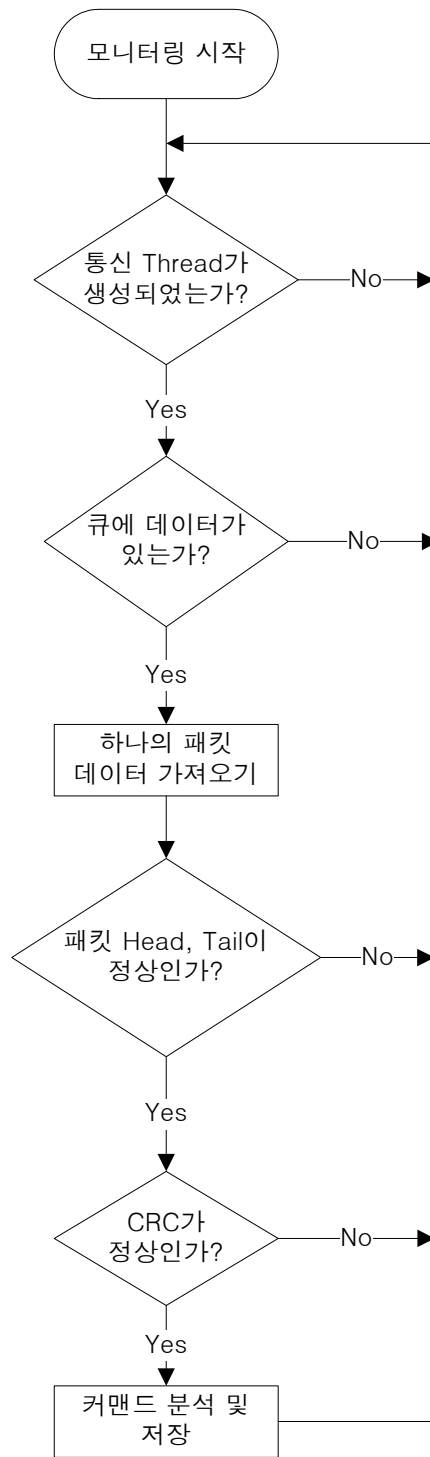 모니터링 시작
통신 Thread가
생성되었는가?
No
Yes
큐에 데이터가
있는가?
No
Yes
하나의 패킷
데이터 가져오기
패킷 Head, Tail이
정상인가?
No
Yes
CRC가
정상인가?
No
Yes
커맨드 분석 및
저장